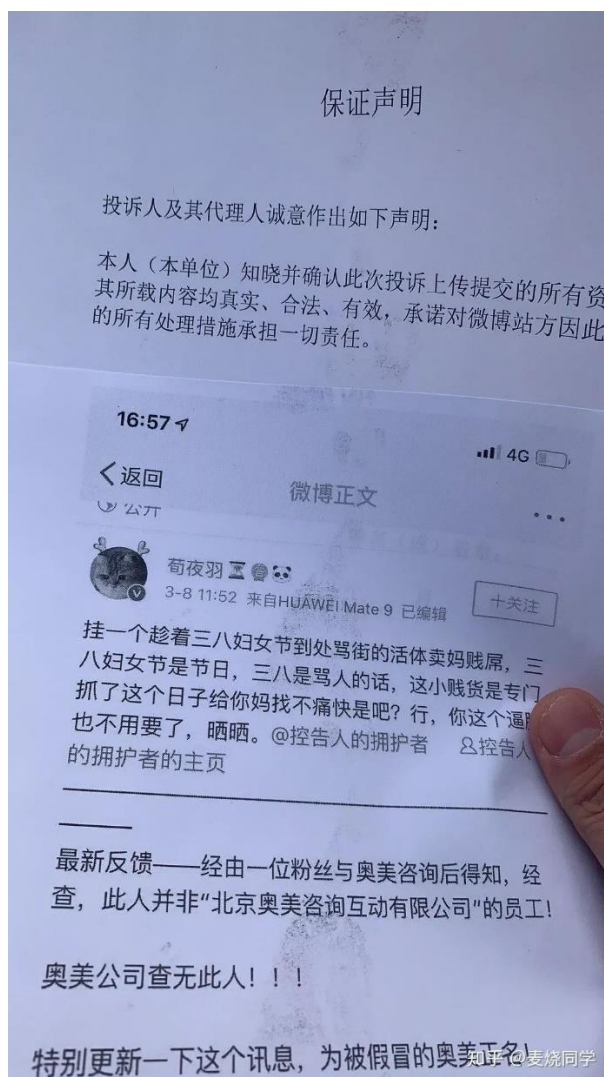 保证声明
投诉人及其代理人诚意作出如下声明：
本人（本单位）知晓并确认此次投诉上传提交的所有资
其所载内容均真实、合法、有效，承诺对微博站方因此
的所有处理措施承担一切责任。
16:57
4G
返回
微博正文
公开
荀夜羽
3-8 11:52 来自HUAWEI Mate 9 已编辑
十关注
挂一个趁着三八妇女节到处骂街的活体卖妈贱屌，三
八妇女节是节日，三八是骂人的话，这小贱货是专门
抓了这个日子给你妈找不痛快是吧？行，你这个逼
也不用要了，晒晒。@控告人的拥护者 控告人
的拥护者的主页
最新反馈——经由一位粉丝与奥美咨询后得知，经
查，此人并非“北京奥美咨询互动有限公司”的员工！
奥美公司查无此人！！！
特别更新一下这个讯息，为被假冒的奥美正名！
知乎 @麦烧同学